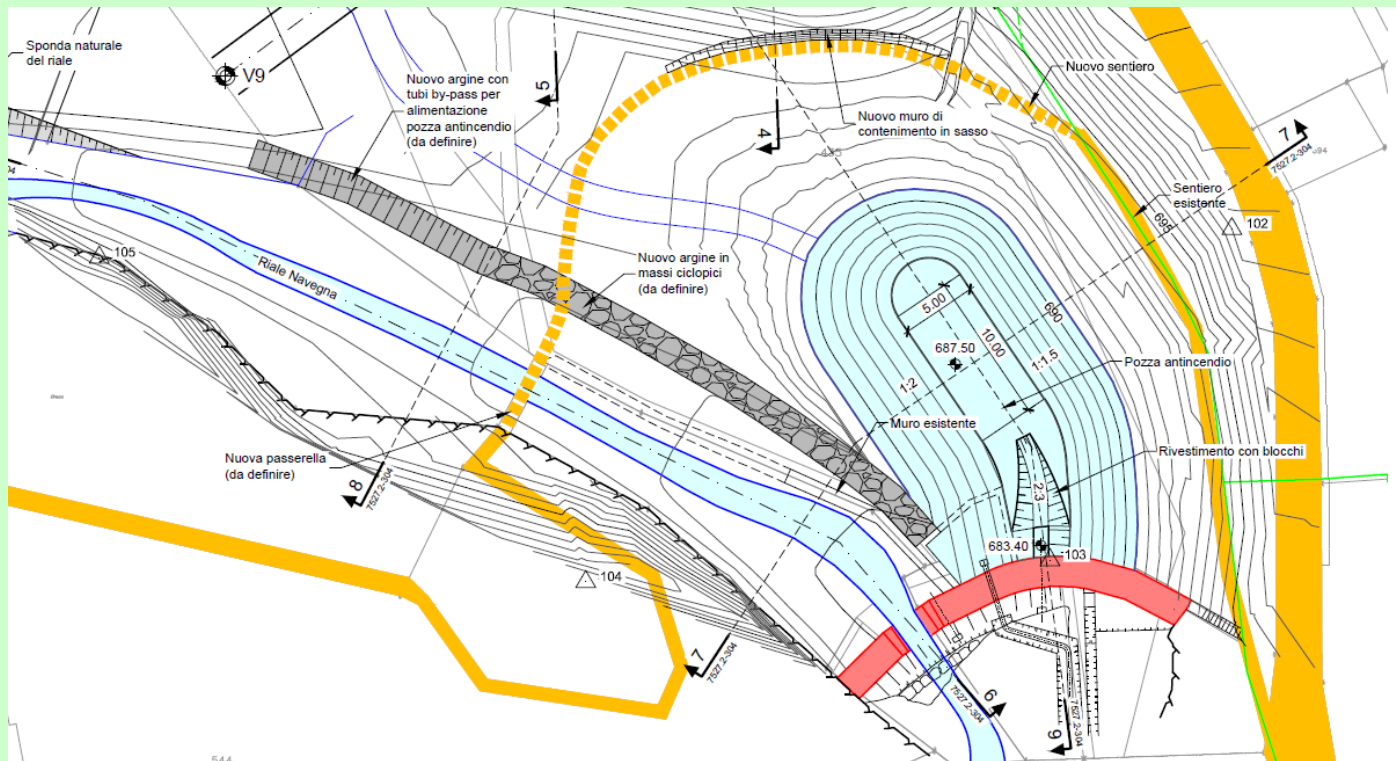 Sponda naturale
del riale
V9
Nuovo argine con
tubi by-pass per
alimentazione
pozza antincendio
(da definire)
5
4
Nuovo muro di
contenimento in sasso
Nuovo sentiero
7
7527.2-304
594
Sentiero
esistente
695
102
105
Riale Navegna
Nuovo argine in
massi ciclopici
(da definire)
5.00
10.00
690
687.50
1:2
1:1.5
Pozza antincendio
Muro esistente
Rivestimento con blocchi
2:3
Nuova passerella
(da definire)
8
7527.2-304
683.40
103
104
7
7527.2-304
6
7527.2-304
9
7527.2-304
544